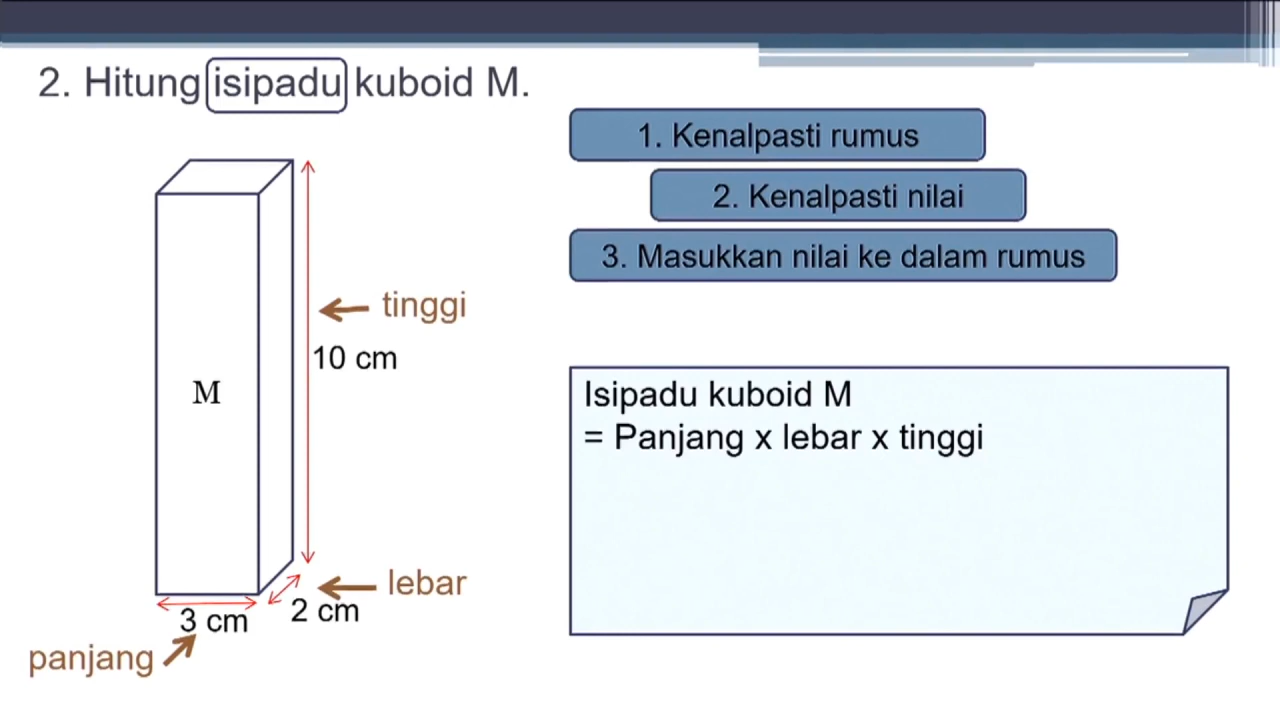 2. Hitung isipadu kuboid M.
1. Kenalpasti rumus
2. Kenalpasti nilai
3. Masukkan nilai ke dalam rumus
tinggi
10 cm
M
lebar
2 cm
3 cm
panjang
Isipadu kuboid M
= Panjang x lebar x tinggi